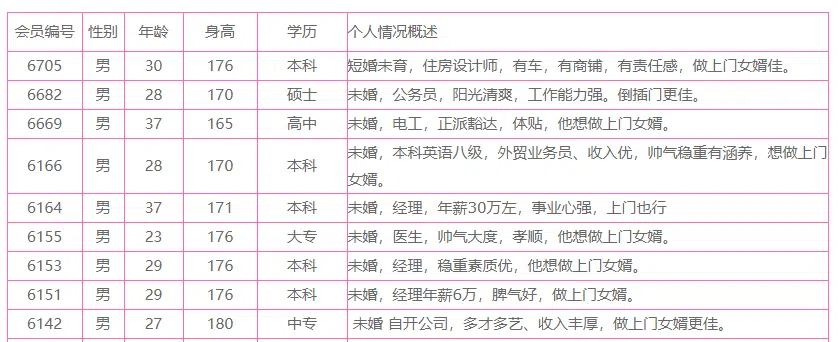 会员编号 性别 年龄 身高 学历 个人情况概述
6705 男 30 176 本科 短婚未育，住房设计师，有车，有商铺，有责任感，做上门女婿佳。
6682 男 28 170 硕士 未婚，公务员，阳光清爽，工作能力强。倒插门更佳。
6669 男 37 165 高中 未婚，电工，正派豁达，体贴，他想做上门女婿。
6166 男 28 170 本科 未婚，本科英语八级，外贸业务员、收入优，帅气稳重有涵养，想做上门
女婿。
6164 男 37 171 本科 未婚，经理，年薪30万左，事业心强，上门也行
6155 男 23 176 大专 未婚，医生，帅气大度，孝顺，他想做上门女婿。
6153 男 29 176 本科 未婚，经理，稳重素质优，他想做上门女婿。
6151 男 29 176 本科 未婚，经理年薪6万，脾气好，做上门女婿。
6142 男 27 180 中专 未婚 自开公司，多才多艺、收入丰厚，做上门女婿更佳。